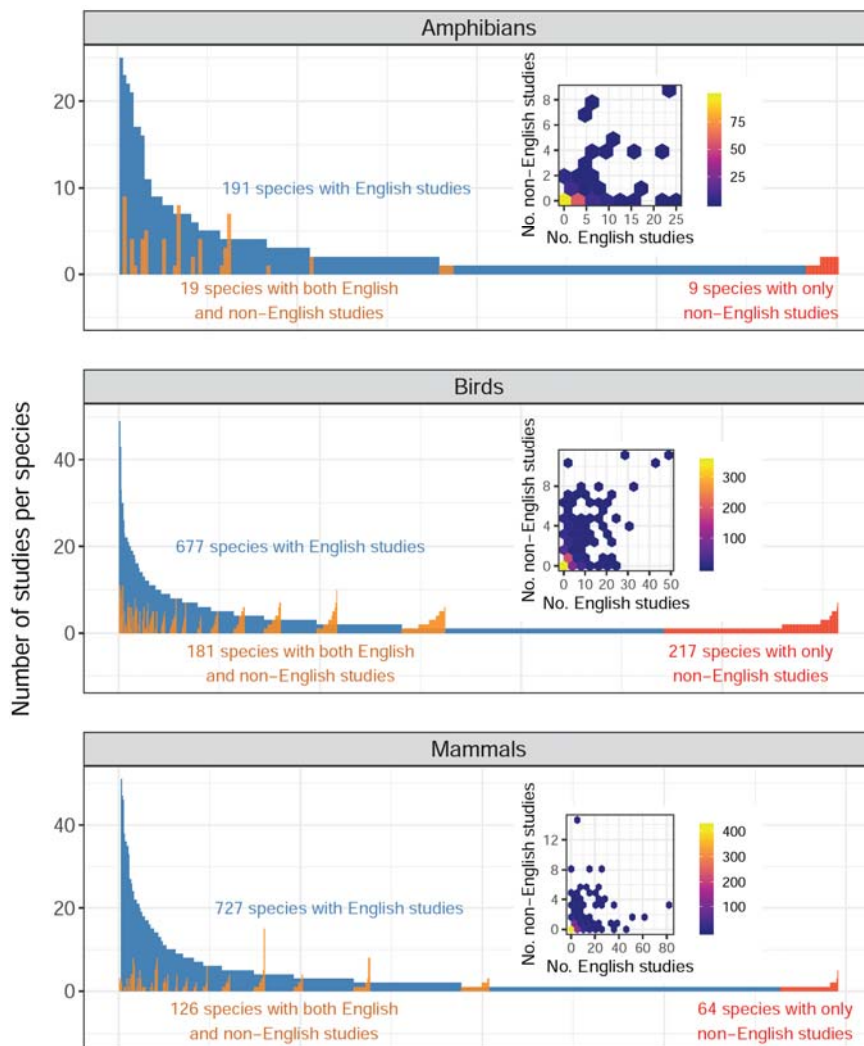 Number of studies per species
Amphibians
20
10
0
191 species with English studies
19 species with both English
and non−English studies
9 species with only
non−English studies
No. non−English studies
8
6
4
2
0
0 5 10 15 20 25
No. English studies
75
50
25
Birds
40
20
0
677 species with English studies
181 species with both English
and non−English studies
217 species with only
non−English studies
No. non−English studies
8
4
0
0 10 20 30 40 50
No. English studies
300
200
100
Mammals
40
20
0
727 species with English studies
126 species with both English
and non−English studies
64 species with only
non−English studies
No. non−English studies
12
8
4
0
0 20 40 60 80
No. English studies
400
300
200
100